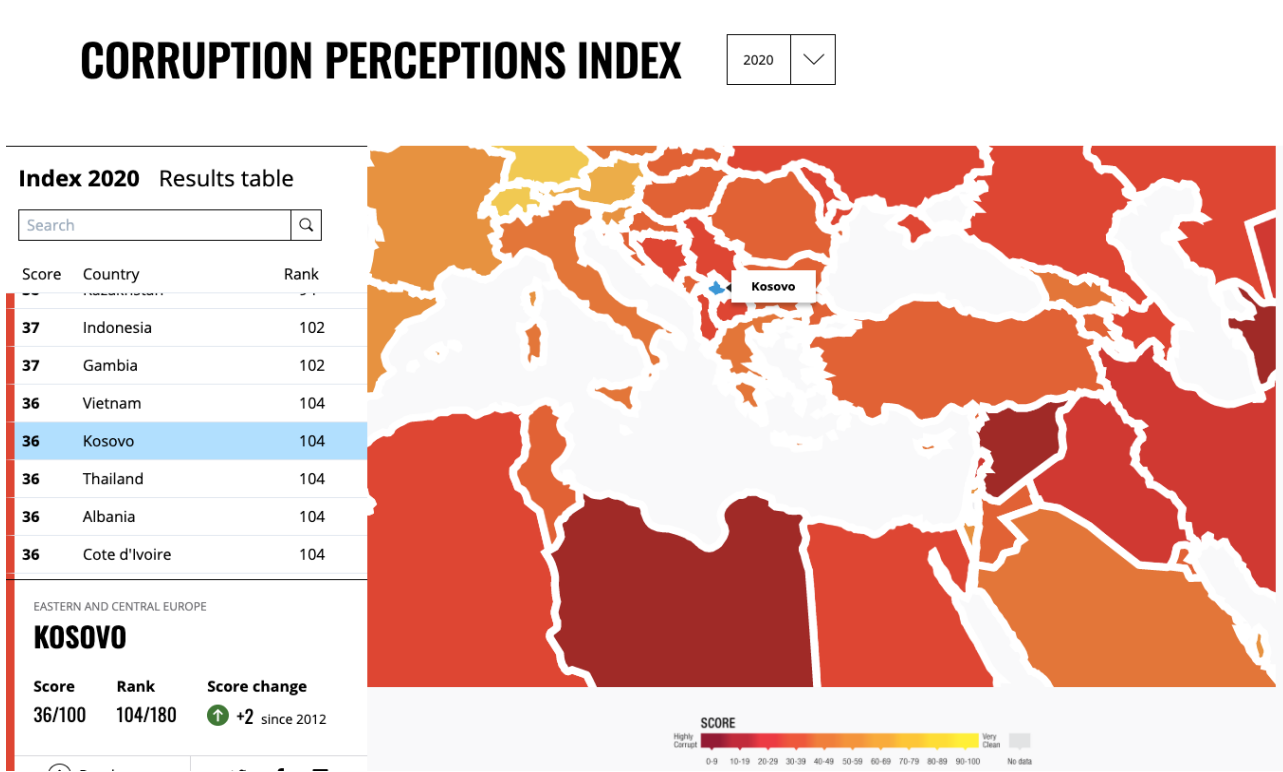 CORRUPTION PERCEPTIONS INDEX
2020
Index 2020 Results table
Search
Score Country Rank
37 Indonesia 102
37 Gambia 102
36 Vietnam 104
36 Kosovo 104
36 Thailand 104
36 Albania 104
36 Cote d'Ivoire 104
Kosovo
EASTERN AND CENTRAL EUROPE
KOSOVO
Score Rank Score change
36/100 104/180 +2 since 2012
SCORE
Highly Corrupt
Very Clean
0-9 10-19 20-29 30-39 40-49 50-59 60-69 70-79 80-89 90-100 No data